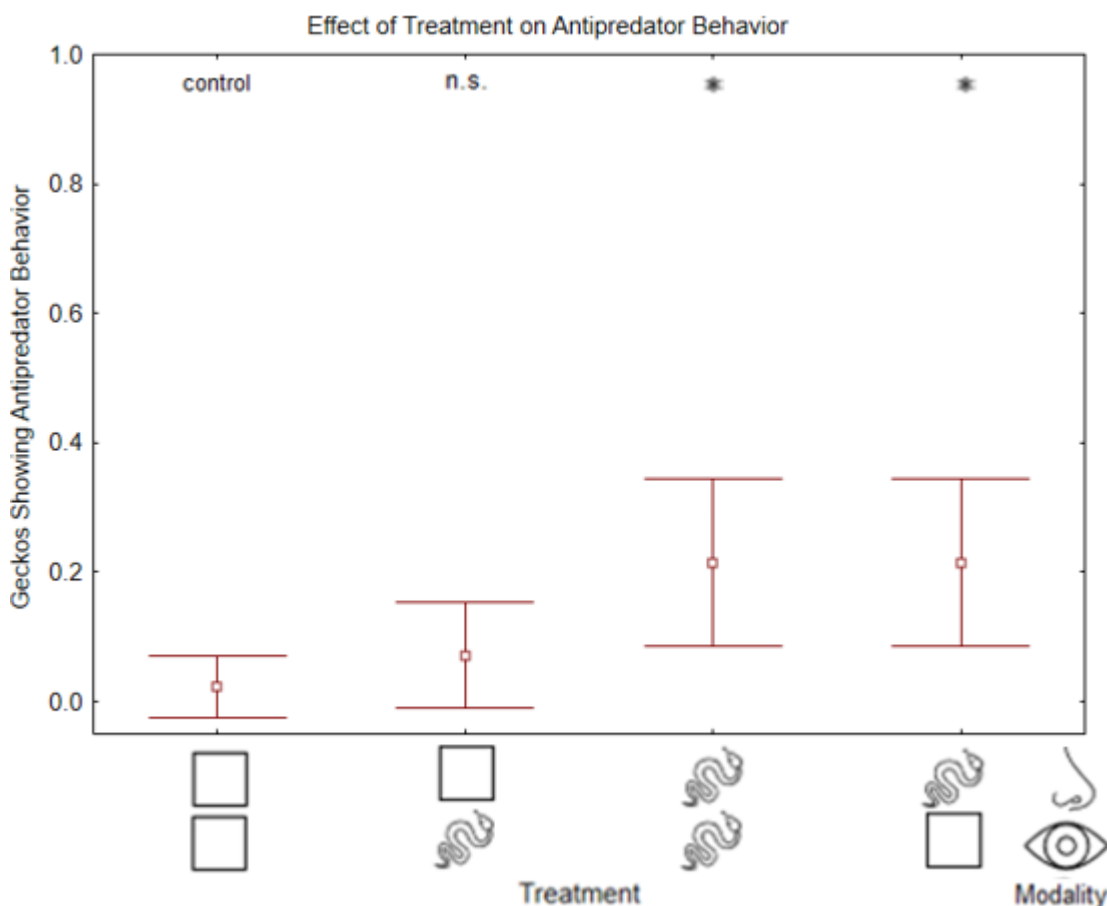 Effect of Treatment on Antipredator Behavior
Geckos Showing Antipredator Behavior
1.0
0.8
0.6
0.4
0.2
0.0
control
n.s.
*
*
Treatment
Modality